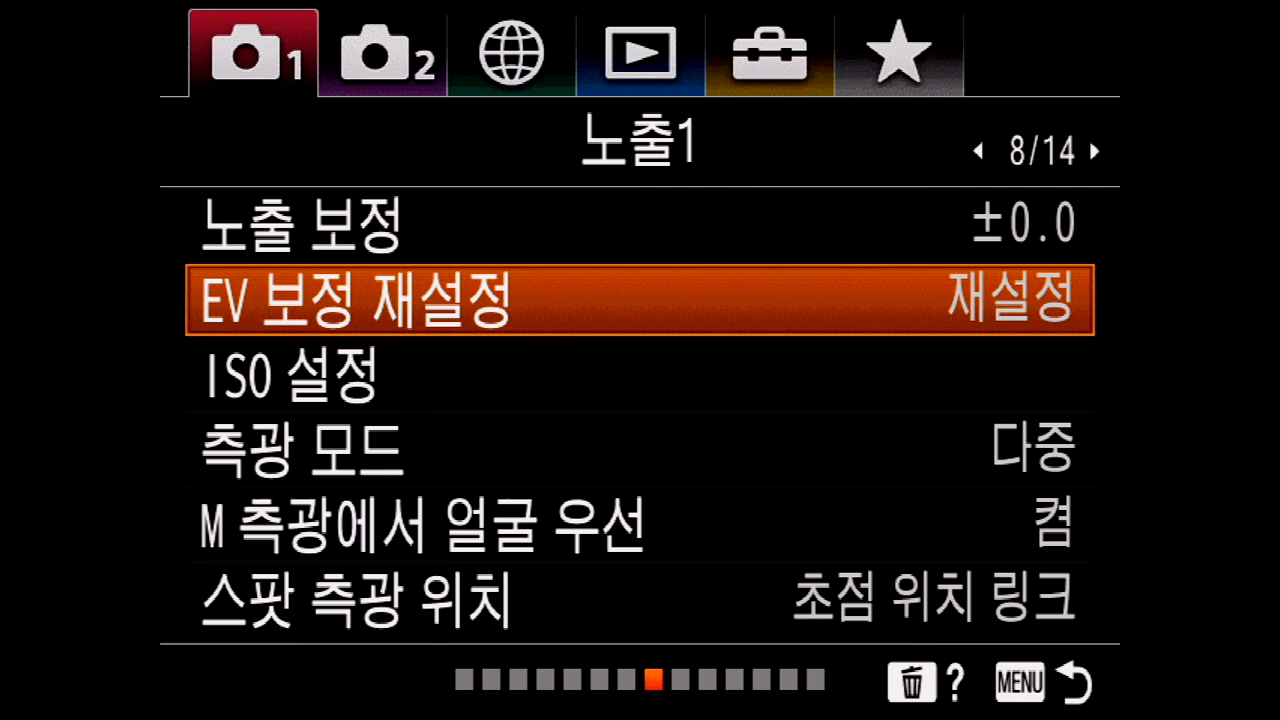 1 2
노출1
8/14
노출 보정 ±0.0
EV 보정 재설정 재설정
ISO 설정
측광 모드 다중
M 측광에서 얼굴 우선 켬
스팟 측광 위치 초점 위치 링크
? MENU